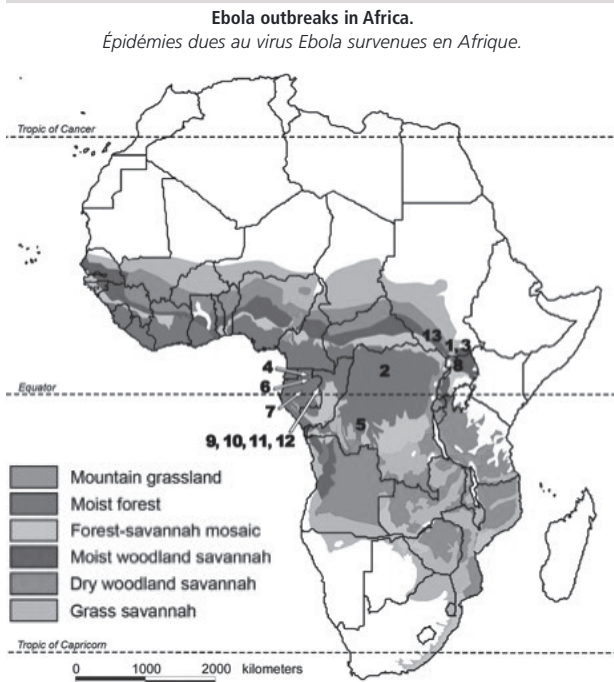 Ebola outbreaks in Africa.
Épidémies dues au virus Ebola survenues en Afrique.
Tropic of Cancer
13
1, 3
8
4
2
6
Equator
7
5
9, 10, 11, 12
Mountain grassland
Moist forest
Forest-savannah mosaic
Moist woodland savannah
Dry woodland savannah
Grass savannah
Tropic of Capricorn
0 1000 2000 kilometers